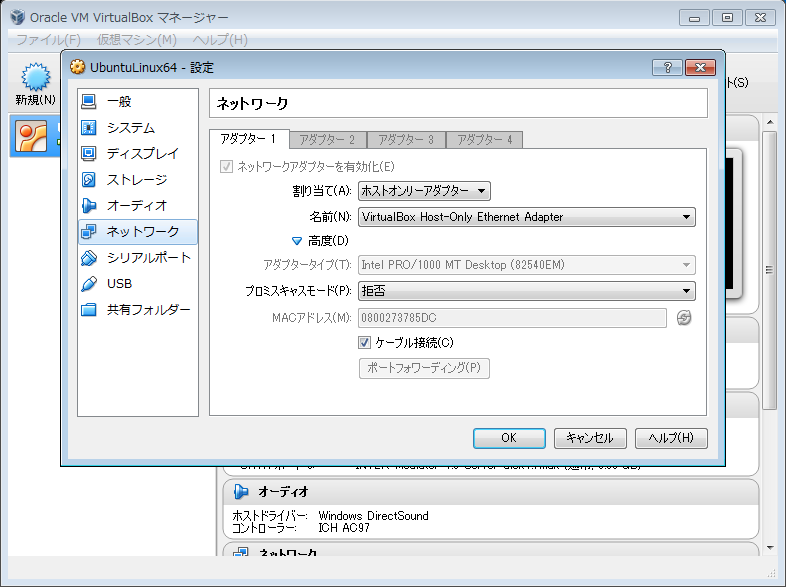 Oracle VM VirtualBox マネージャー
ファイル(F) 仮想マシン(M) ヘルプ(H)
新規(N)
ト(S)
UbuntuLinux64 - 設定
一般
システム
ディスプレイ
ストレージ
オーディオ
ネットワーク
シリアルポート
USB
共有フォルダー
ネットワーク
アダプター 1 アダプター 2 アダプター 3 アダプター 4
ネットワークアダプターを有効化(E)
割り当て(A): ホストオンリーアダプター
名前(N): VirtualBox Host-Only Ethernet Adapter
高度(D)
アダプタータイプ(T): Intel PRO/1000 MT Desktop (82540EM)
プロミスキャスモード(P): 拒否
MACアドレス(M): 0800273785DC
ケーブル接続(C)
ポートフォワーディング(P)
OK キャンセル ヘルプ(H)
オーディオ
ホストドライバー: Windows DirectSound
コントローラー: ICH AC97
ネットワーク